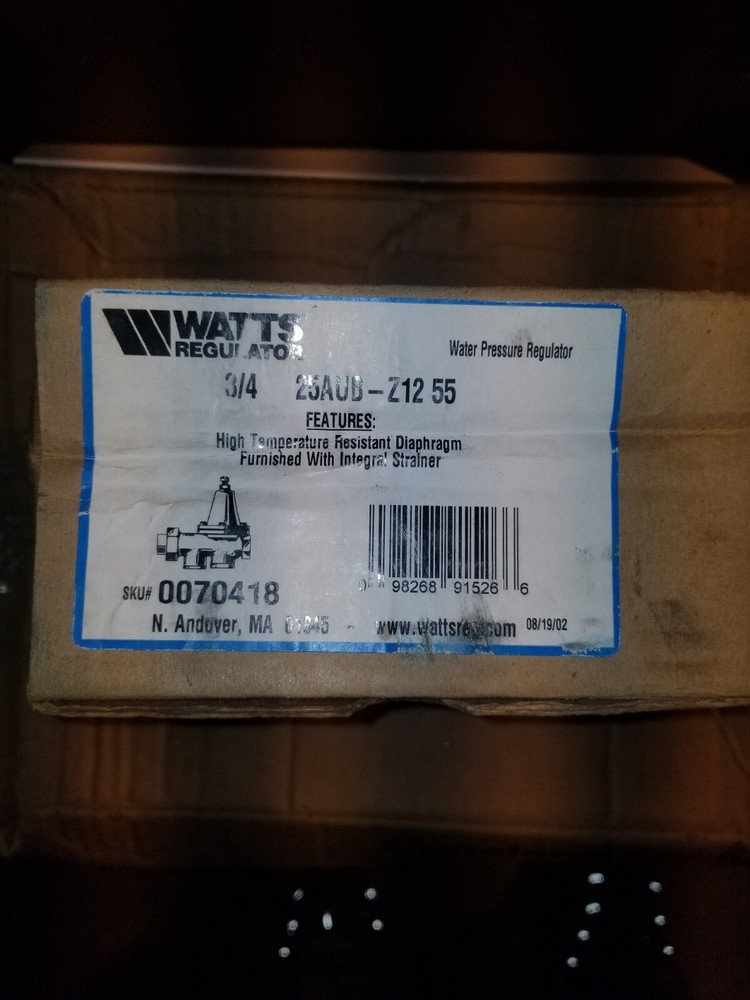 WATTS
REGULATOR
Water Pressure Regulator
3/4 25AUB-Z12 55
FEATURES:
High Temperature Resistant Diaphragm
Furnished With Integral Strainer
98268 91526 6
SKU# 0070418
N. Andover, MA 01845 - www.wattsreg.com 08/19/02